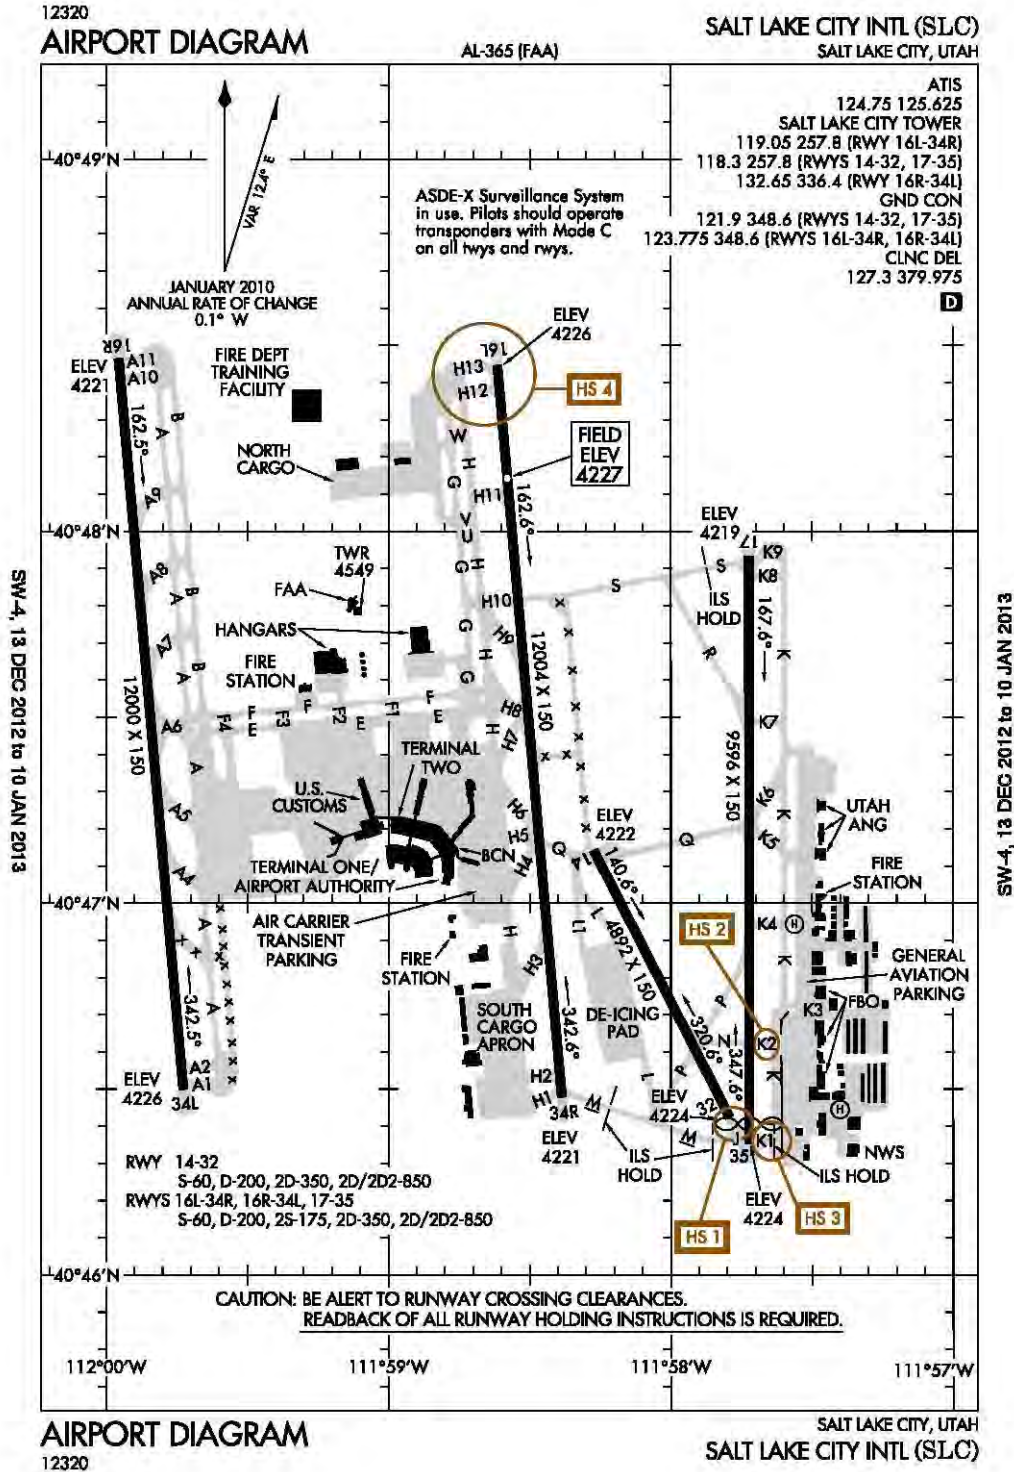 12320
AIRPORT DIAGRAM
AL-365 (FAA)
SALT LAKE CITY INTL (SLC)
SALT LAKE CITY, UTAH
ATIS
124.75 125.625
SALT LAKE CITY TOWER
119.05 257.8 (RWY 16L-34R)
118.3 257.8 (RWYS 14-32, 17-35)
132.65 336.4 (RWY 16R-34L)
GND CON
121.9 348.6 (RWYS 14-32, 17-35)
123.775 348.6 (RWYS 16L-34R, 16R-34L)
CLNC DEL
127.3 379.975
D
40°49'N
VAR 12.4° E
ASDE-X Surveillance System
in use. Pilots should operate
transponders with Mode C
on all twys and rwys.
JANUARY 2010
ANNUAL RATE OF CHANGE
0.1° W
ELEV
4226
16R
ELEV
4221
A11
A10
FIRE DEPT
TRAINING
FACILITY
16L
H13
H12
HS 4
162.5°
B
A
NORTH
CARGO
W
H
G
FIELD
ELEV
4227
A9
H11
162.6°
V
U
G
H
G
40°48'N
ELEV
4219
17
K9
K8
S
S
ILS
HOLD
167.6°
TWR
4549
FAA
A8
B
A
H10
HANGARS
G
H
G
H9
A7
B
A
FIRE
STATION
R
K
12000 X 150
12004 X 150
A6
F4
F
E
F3
F
E
F2
F1
F
E
H8
H
H7
K7
A
9596 X 150
TERMINAL
TWO
U.S.
CUSTOMS
A5
H6
H5
H4
ELEV
4222
K6
K
K5
UTAH
ANG
Q
Q
14
TERMINAL ONE/
AIRPORT AUTHORITY
BCN
140.6°
FIRE
STATION
A4
40°47'N
A
AIR CARRIER
TRANSIENT
PARKING
H
L1
L
4892 X 150
HS 2
K4
H
K
GENERAL
AVIATION
PARKING
FIRE
STATION
H3
P
342.5°
A
SOUTH
CARGO
APRON
342.6°
DE-ICING
PAD
320.6°
N
347.6°
K3
FBO
K2
K
ELEV
4226
A2
A1
34L
H2
H1
34R
ELEV
4221
L
P
M
M
ELEV
4224
32
H
J
35
K1
ILS
HOLD
ILS HOLD
NWS
ELEV
4224
HS 1
HS 3
RWY 14-32
S-60, D-200, 2D-350, 2D/2D2-850
RWYS 16L-34R, 16R-34L, 17-35
S-60, D-200, 2S-175, 2D-350, 2D/2D2-850
40°46'N
CAUTION: BE ALERT TO RUNWAY CROSSING CLEARANCES.
READBACK OF ALL RUNWAY HOLDING INSTRUCTIONS IS REQUIRED.
112°00'W
111°59'W
111°58'W
111°57'W
SW-4, 13 DEC 2012 to 10 JAN 2013
SW-4, 13 DEC 2012 to 10 JAN 2013
AIRPORT DIAGRAM
12320
SALT LAKE CITY, UTAH
SALT LAKE CITY INTL (SLC)